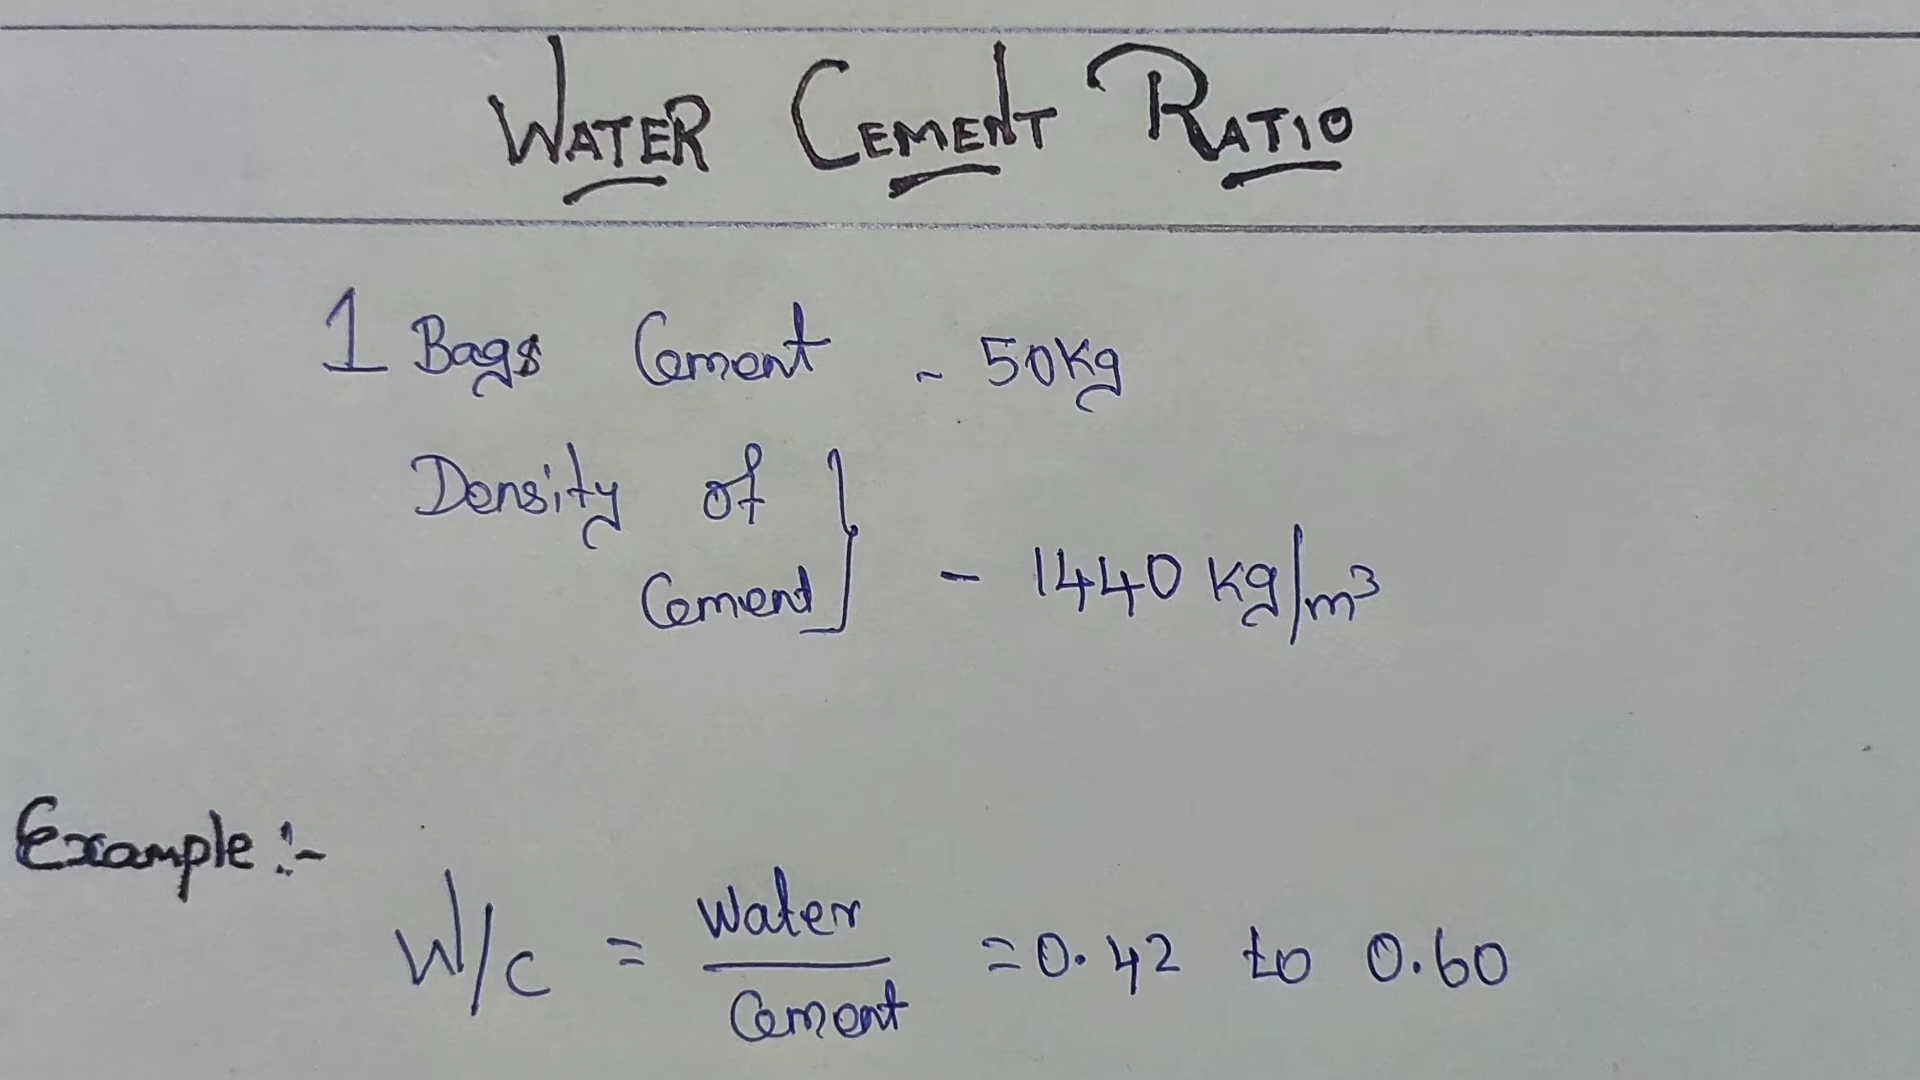 WATER CEMENT RATIO
1 Bags Cement - 50kg
Density of
Cement } - 1440 kg/m³
Example :-
W/c = Water / Cement = 0.42 to 0.60